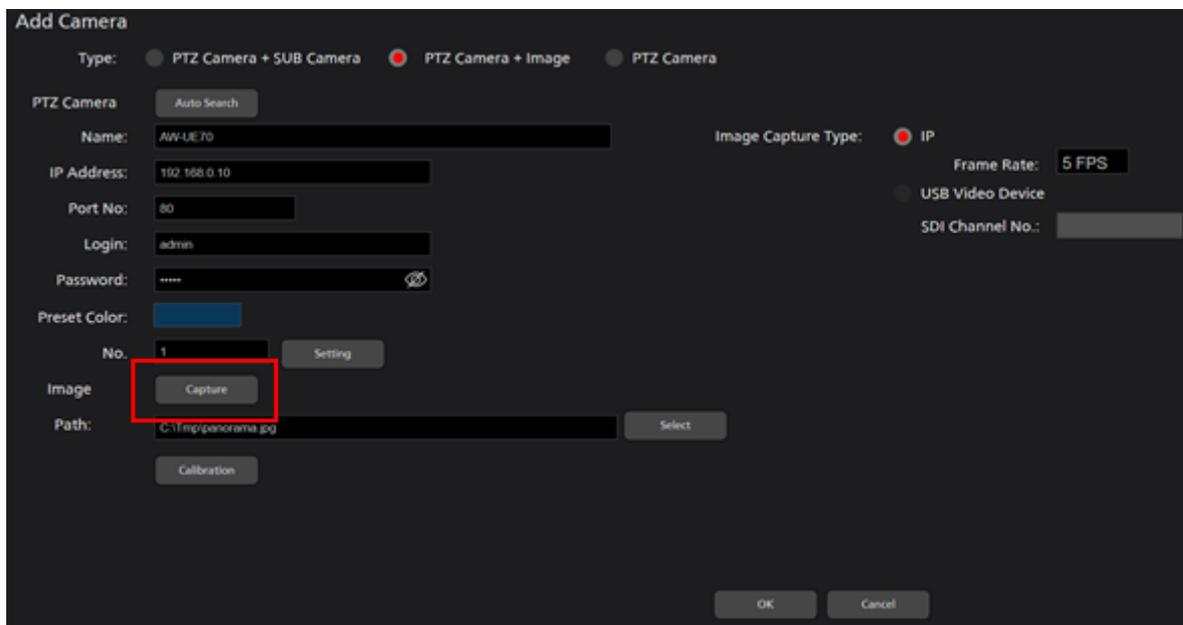 Add Camera
Type: PTZ Camera + SUB Camera PTZ Camera + Image PTZ Camera
PTZ Camera Auto Search
Name: AW-UE70 Image Capture Type: IP
Frame Rate: 5 FPS
IP Address: 192.168.0.10
USB Video Device
Port No: 80
SDI Channel No.:
Login: admin
Password: •••••
Preset Color:
No. 1 Setting
Image Capture
Path: C:\Tmp\panorama.jpg Select
Calibration
OK Cancel